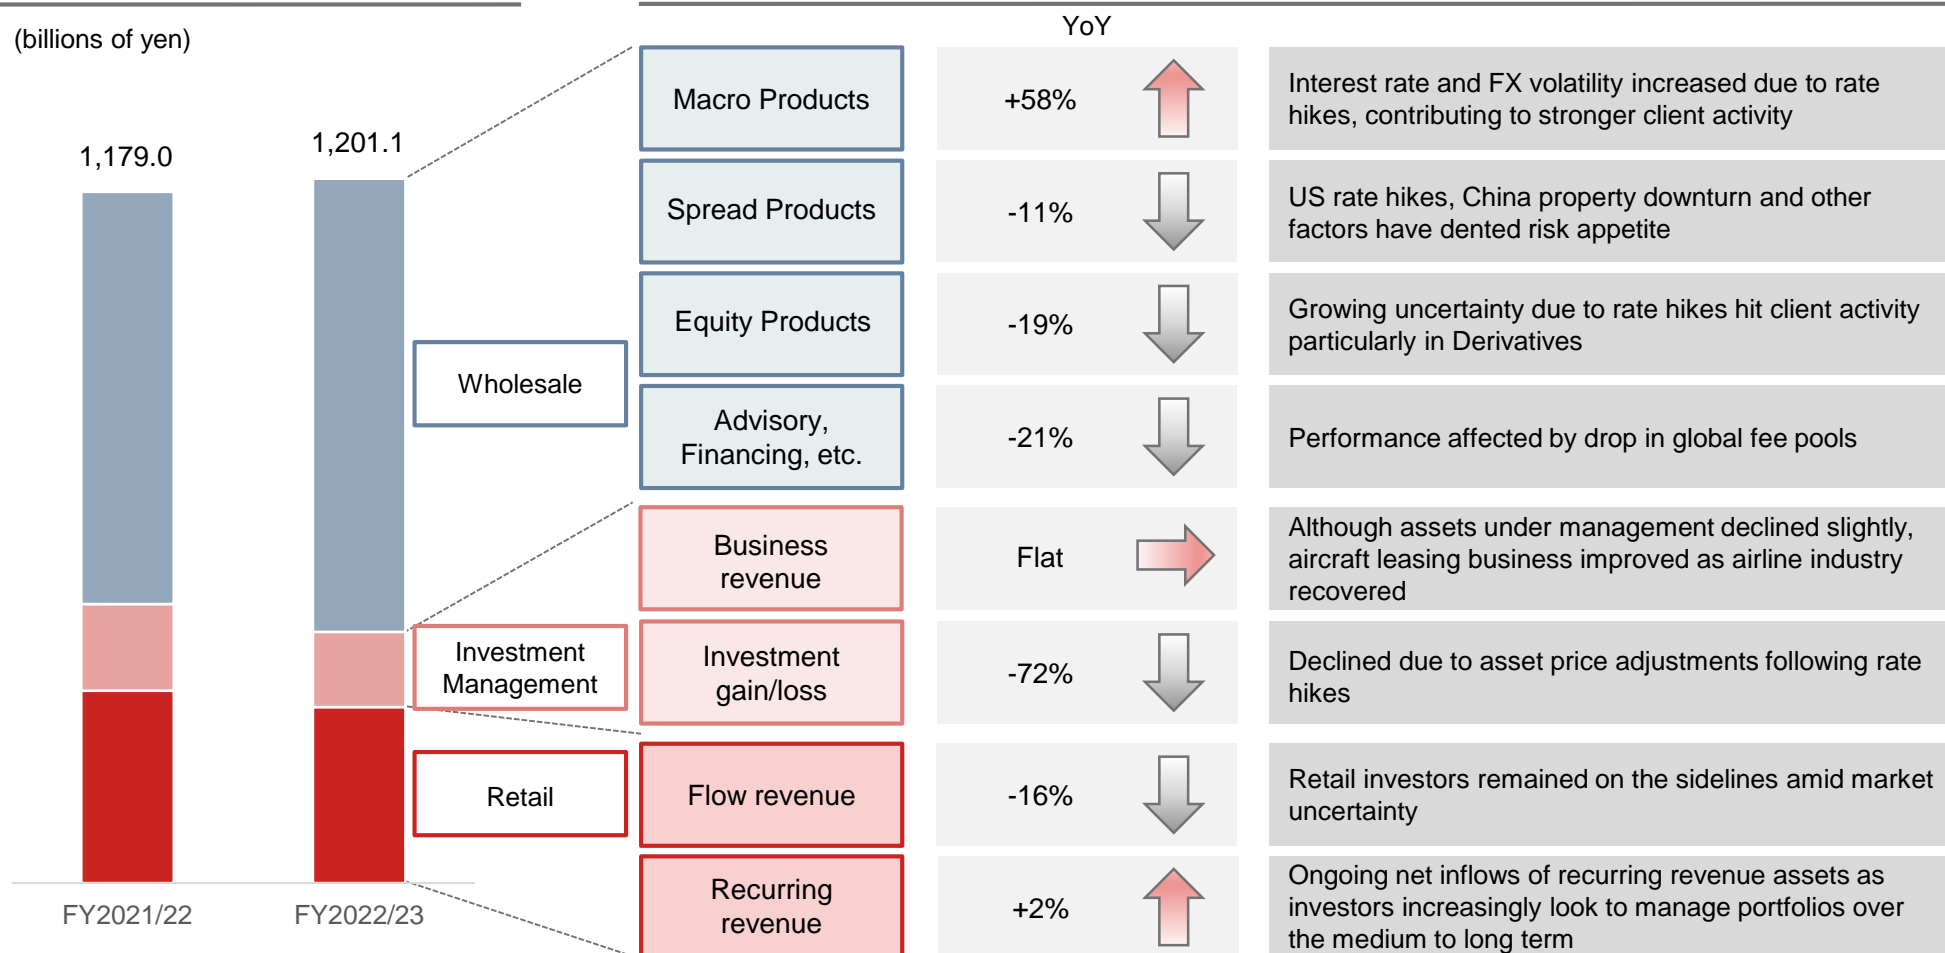 (billions of yen)
YoY
1,179.0
1,201.1
FY2021/22
FY2022/23
Wholesale
Macro Products
+58%
Interest rate and FX volatility increased due to rate
hikes, contributing to stronger client activity
Spread Products
-11%
US rate hikes, China property downturn and other
factors have dented risk appetite
Equity Products
-19%
Growing uncertainty due to rate hikes hit client activity
particularly in Derivatives
Advisory,
Financing, etc.
-21%
Performance affected by drop in global fee pools
Investment
Management
Business
revenue
Flat
Although assets under management declined slightly,
aircraft leasing business improved as airline industry
recovered
Investment
gain/loss
-72%
Declined due to asset price adjustments following rate
hikes
Retail
Flow revenue
-16%
Retail investors remained on the sidelines amid market
uncertainty
Recurring
revenue
+2%
Ongoing net inflows of recurring revenue assets as
investors increasingly look to manage portfolios over
the medium to long term